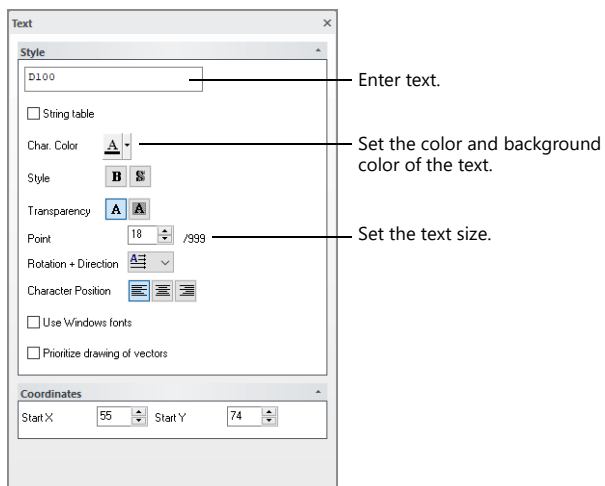 Text
Style
D100
Enter text.
String table
Char. Color A
Set the color and background
color of the text.
Style B S
Transparency A A
Point 18 /999
Set the text size.
Rotation + Direction A
Character Position
Use Windows fonts
Prioritize drawing of vectors
Coordinates
Start X 55 Start Y 74